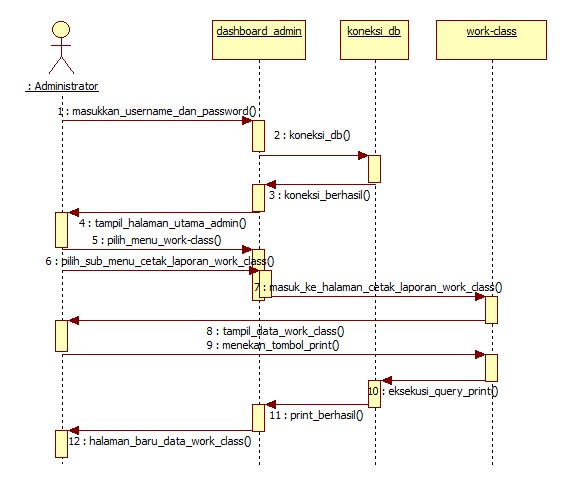 dashboard_admin
koneksi_db
work-class
: Administrator
1 : masukkan_username_dan_password()
2 : koneksi_db()
3 : koneksi_berhasil()
4 : tampil_halaman_utama_admin()
5 : pilih_menu_work-class()
6 : pilih_sub_menu_cetak_laporan_work_class()
7 : masuk_ke_halaman_cetak_laporan_work_class()
8 : tampil_data_work_class()
9 : menekan_tombol_print()
10 : eksekusi_query_print()
11 : print_berhasil()
12 : halaman_baru_data_work_class()